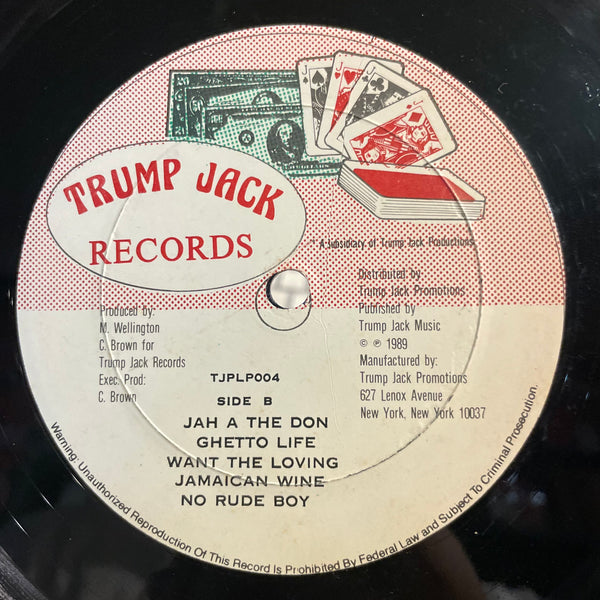 TRUMP JACK
RECORDS
* A subsidiary of Trump Jack Productions
Produced by:
M. Wellington
C. Brown for
Trump Jack Records
Exec. Prod:
C. Brown
Distributed by
Trump Jack Promotions
Published by
Trump Jack Music
© ℗ 1989
Manufactured by:
Trump Jack Promotions
627 Lenox Avenue
New York, New York 10037
TJPLP004
SIDE B
JAH A THE DON
GHETTO LIFE
WANT THE LOVING
JAMAICAN WINE
NO RUDE BOY
Warning: Unauthorized Reproduction Of This Record Is Prohibited By Federal Law and Subject To Criminal Prosecution.